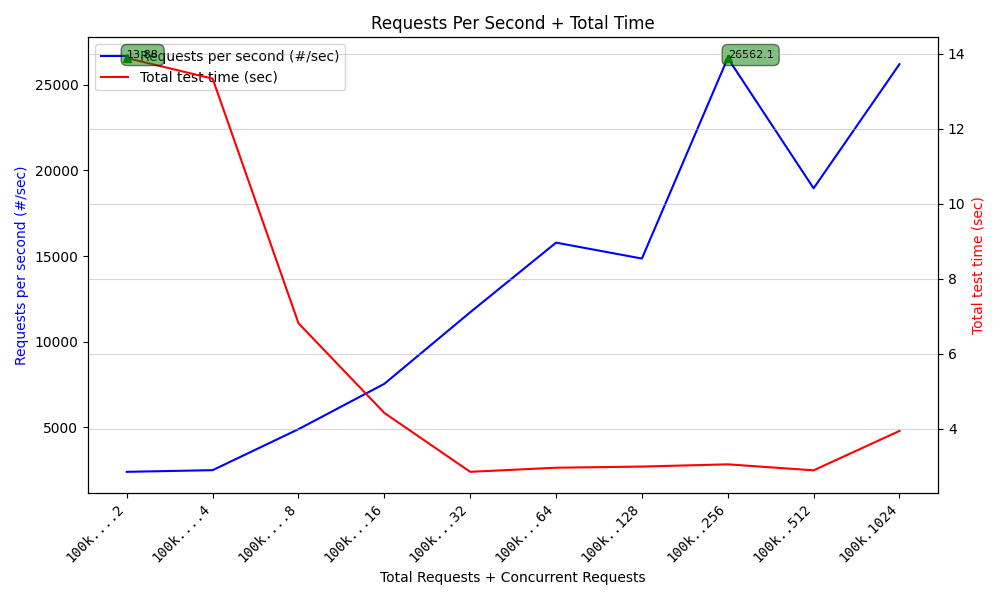 Requests Per Second + Total Time
13.88
Requests per second (#/sec)
Total test time (sec)
26562.1
25000
20000
15000
10000
5000
Requests per second (#/sec)
14
12
10
8
6
4
Total test time (sec)
100k....2
100k....4
100k....8
100k...16
100k...32
100k...64
100k..128
100k..256
100k..512
100k.1024
Total Requests + Concurrent Requests